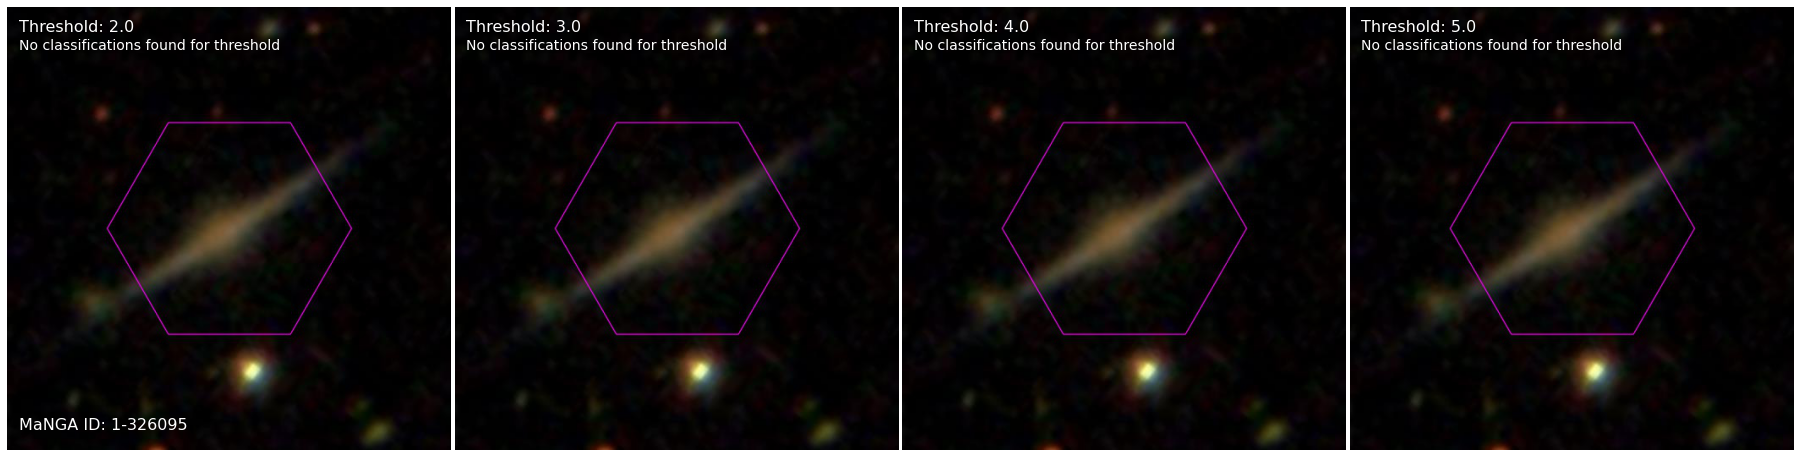 Threshold: 2.0
No classifications found for threshold
MaNGA ID: 1-326095
Threshold: 3.0
No classifications found for threshold
Threshold: 4.0
No classifications found for threshold
Threshold: 5.0
No classifications found for threshold